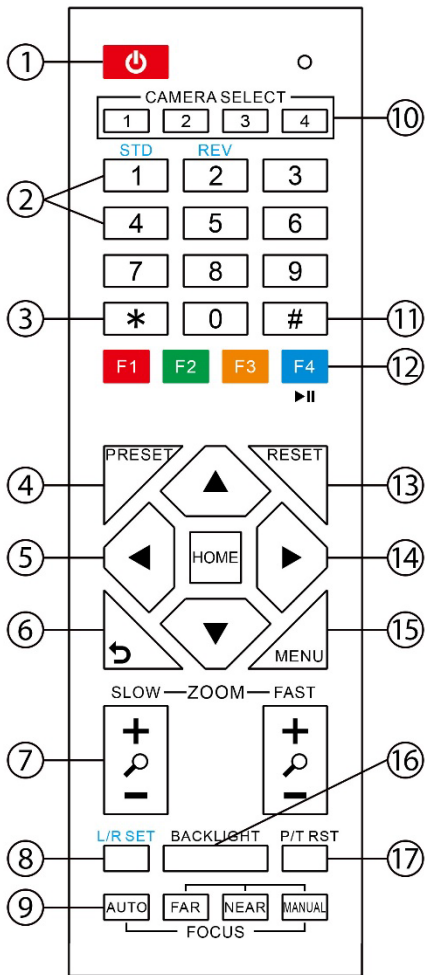 ①
CAMERA SELECT
1 2 3 4 ⑩
STD REV
② 1 2 3
4 5 6
7 8 9
③ * 0 # ⑪
F1 F2 F3 F4 ⑫
④ PRESET RESET ⑬
⑤ HOME ⑭
⑥ MENU ⑮
SLOW ZOOM FAST
⑦ + +
− − ⑯
L/R SET BACKLIGHT P/T RST
⑧ ⑰
⑨ AUTO FAR NEAR MANUAL
FOCUS